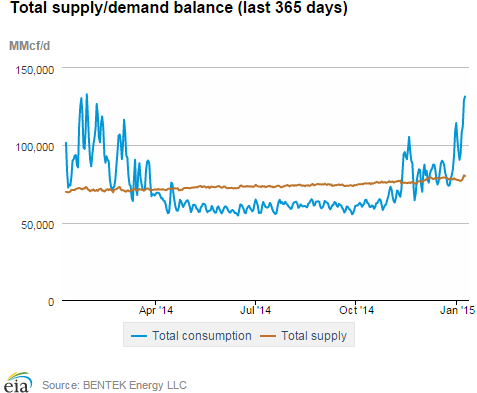 Total supply/demand balance (last 365 days)
MMcf/d
150,000
100,000
50,000
0
Apr '14
Jul '14
Oct '14
Jan '15
Total consumption
Total supply
eia
Source: BENTEK Energy LLC